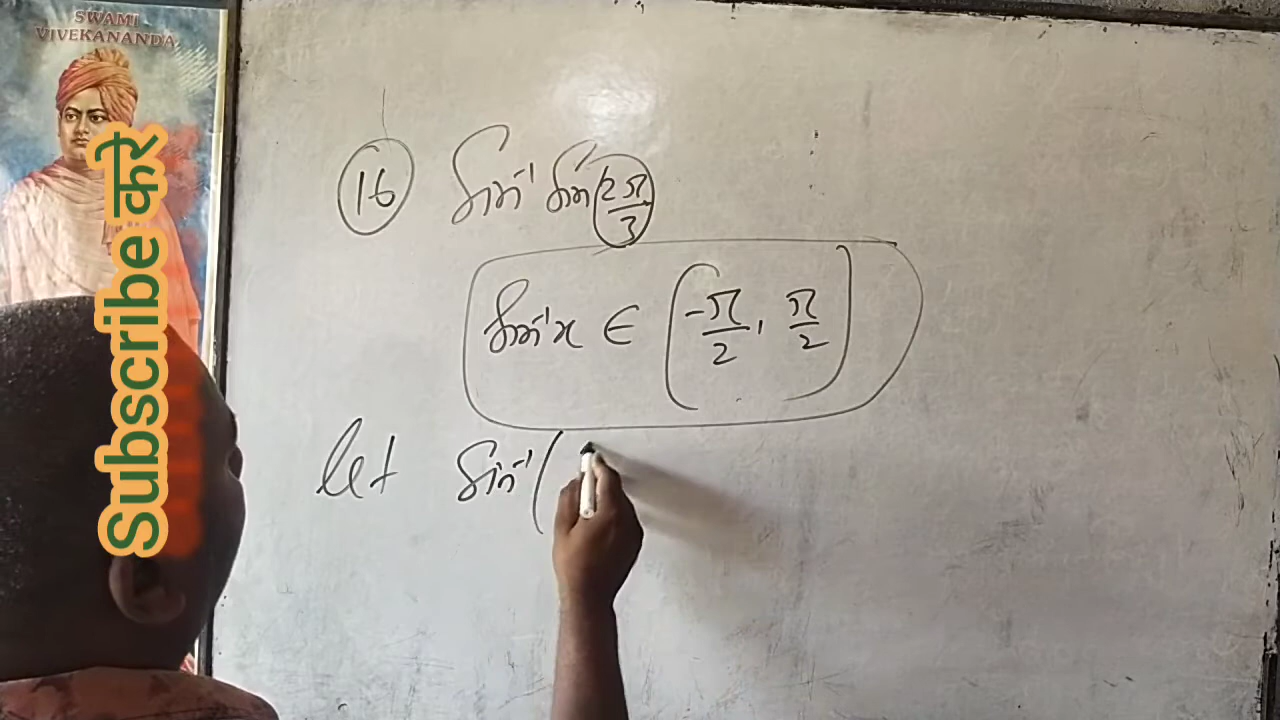 SWAMI
VIVEKANANDA
Subscribe करे
16 sin⁻¹ sin 2π/3
sin⁻¹x ∈ (-π/2, π/2)
let sin⁻¹(